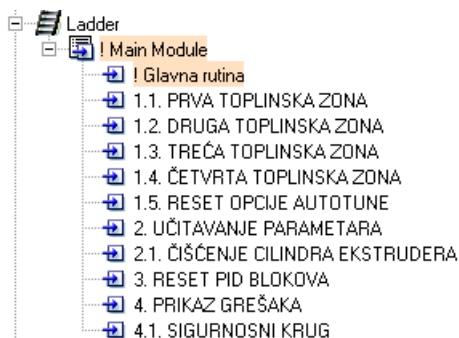 Ladder
! Main Module
! Glavna rutina
1.1. PRVA TOPLINSKA ZONA
1.2. DRUGA TOPLINSKA ZONA
1.3. TREĆA TOPLINSKA ZONA
1.4. ČETVRTA TOPLINSKA ZONA
1.5. RESET OPCIJE AUTOTUNE
2. UČITAVANJE PARAMETARA
2.1. ČIŠĆENJE CILINDRA EKSTRUDERA
3. RESET PID BLOKOVA
4. PRIKAZ GREŠAKA
4.1. SIGURNOSNI KRUG